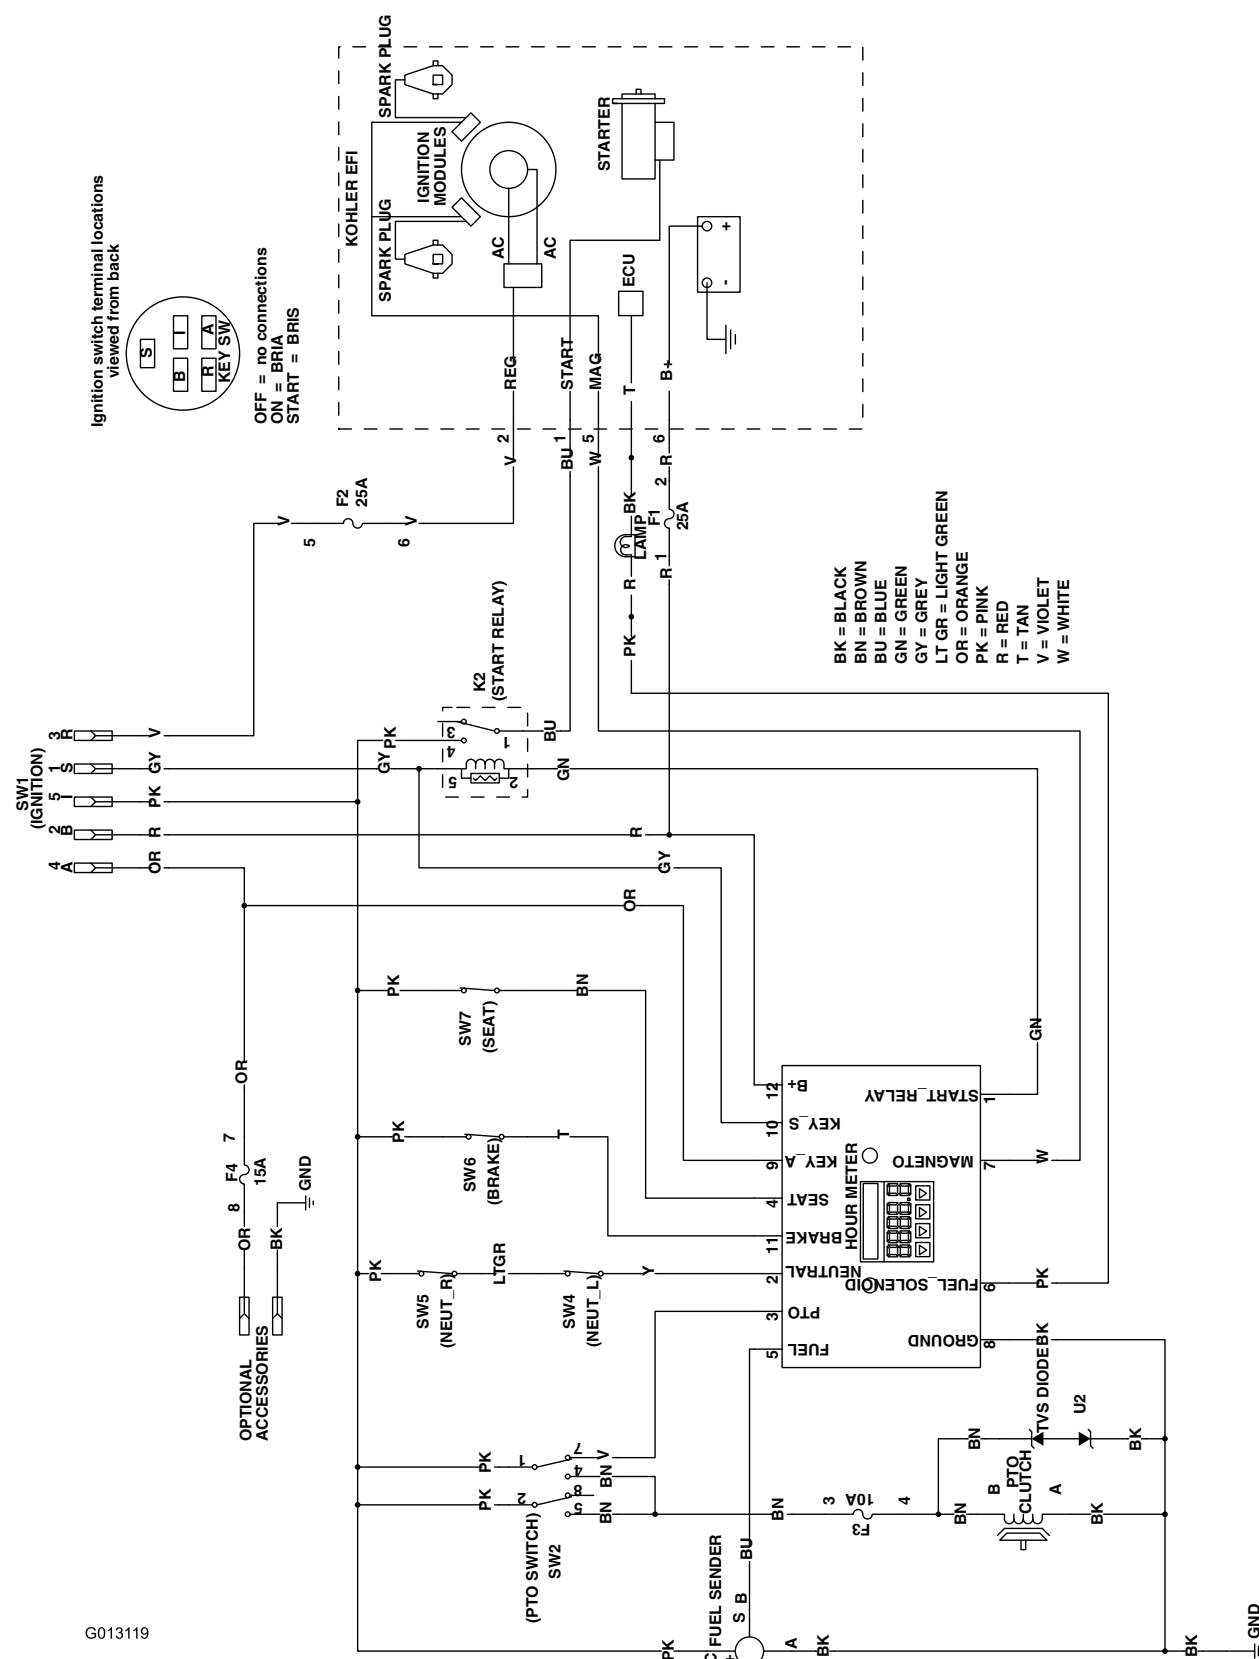 SPARK PLUG
KOHLER EFI
IGNITION
MODULES
SPARK PLUG
STARTER
AC
AC
ECU
+
-
REG
START
MAG
T
B+
Ignition switch terminal locations
viewed from back
S
B
I
R
A
KEY SW
OFF = no connections
ON = BRIA
START = BRIS
2
1
5
6
V
BU
W
R
2
F2
25A
V
5
V
6
BK
LAMP
F1
25A
1
R
R
PK
BK = BLACK
BN = BROWN
BU = BLUE
GN = GREEN
GY = GREY
LT GR = LIGHT GREEN
OR = ORANGE
PK = PINK
R = RED
T = TAN
V = VIOLET
W = WHITE
K2
(START RELAY)
3
4
1
5
2
PK
GY
BU
GN
SW1
(IGNITION)
3
R
V
1
S
GY
5
I
PK
2
B
R
4
A
OR
R
GY
OR
PK
SW7
(SEAT)
BN
OR
7
F4
15A
8
OR
BK
GND
OPTIONAL
ACCESSORIES
PK
SW6
(BRAKE)
T
PK
SW5
(NEUT_R)
LTGR
SW4
(NEUT_L)
Y
12
B+
10
KEY_S
9
KEY_A
4
SEAT
11
BRAKE
2
NEUTRAL
3
PTO
5
FUEL
HOUR METER
START_RELAY
1
GN
MAGNETO
7
W
FUEL_SOLENOID
6
PK
GROUND
8
BK
TVS DIODE
U2
BN
BK
PK
1
7
V
4
BN
PK
2
8
5
BN
(PTO SWITCH)
SW2
BN
3
F3
10A
4
BN
B
PTO
CLUTCH
A
BK
FUEL SENDER
BU
S
B
PK
C
+
A
BK
BK
GND
G013119